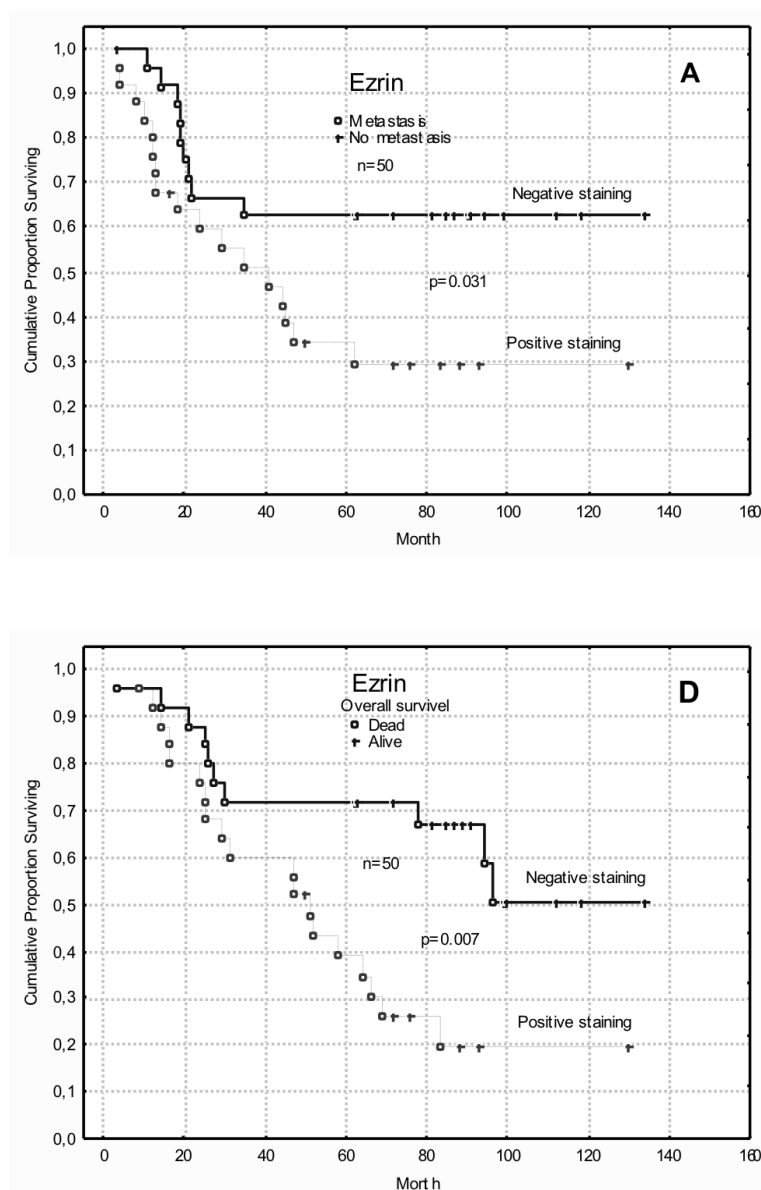 A
Ezrin
Metastasis
No metastasis
n=50
Negative staining
p=0.031
Positive staining
Cumulative Proportion Surviving
1,0
0,9
0,8
0,7
0,6
0,5
0,4
0,3
0,2
0,1
0,0
0 20 40 60 80 100 120 140 160
Month
D
Ezrin
Overall survivel
Dead
Alive
n=50
Negative staining
p=0.007
Positive staining
Cumulative Proportion Surviving
1,0
0,9
0,8
0,7
0,6
0,5
0,4
0,3
0,2
0,1
0,0
0 20 40 60 80 100 120 140 160
Morth